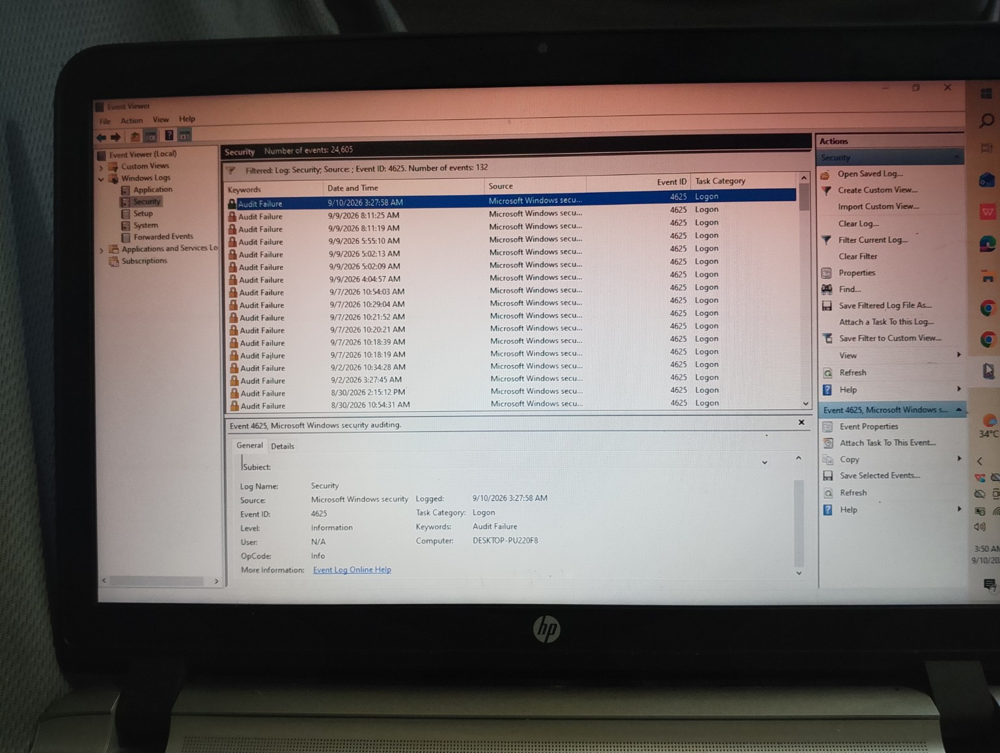 Event Viewer
File Action View Help
Event Viewer (Local)
Custom Views
Windows Logs
Application
Security
Setup
System
Forwarded Events
Applications and Services Lo
Subscriptions
Security Number of events: 24,605
Filtered: Log: Security; Source: ; Event ID: 4625. Number of events: 132
Keywords Date and Time Source Event ID Task Category
Audit Failure 9/10/2026 3:27:58 AM Microsoft Windows secu... 4625 Logon
Audit Failure 9/9/2026 8:11:25 AM Microsoft Windows secu... 4625 Logon
Audit Failure 9/9/2026 8:11:19 AM Microsoft Windows secu... 4625 Logon
Audit Failure 9/9/2026 5:55:10 AM Microsoft Windows secu... 4625 Logon
Audit Failure 9/9/2026 5:02:13 AM Microsoft Windows secu... 4625 Logon
Audit Failure 9/9/2026 5:02:09 AM Microsoft Windows secu... 4625 Logon
Audit Failure 9/9/2026 4:04:57 AM Microsoft Windows secu... 4625 Logon
Audit Failure 9/7/2026 10:54:03 AM Microsoft Windows secu... 4625 Logon
Audit Failure 9/7/2026 10:29:04 AM Microsoft Windows secu... 4625 Logon
Audit Failure 9/7/2026 10:21:52 AM Microsoft Windows secu... 4625 Logon
Audit Failure 9/7/2026 10:20:21 AM Microsoft Windows secu... 4625 Logon
Audit Failure 9/7/2026 10:18:39 AM Microsoft Windows secu... 4625 Logon
Audit Failure 9/7/2026 10:18:19 AM Microsoft Windows secu... 4625 Logon
Audit Failure 9/2/2026 10:34:28 AM Microsoft Windows secu... 4625 Logon
Audit Failure 9/2/2026 3:27:45 AM Microsoft Windows secu... 4625 Logon
Audit Failure 8/30/2026 2:15:12 PM Microsoft Windows secu... 4625 Logon
Audit Failure 8/30/2026 10:54:31 AM Microsoft Windows secu... 4625 Logon
Event 4625, Microsoft Windows security auditing.
General Details
Subject:
Log Name: Security
Source: Microsoft Windows security Logged: 9/10/2026 3:27:58 AM
Event ID: 4625 Task Category: Logon
Level: Information Keywords: Audit Failure
User: N/A Computer: DESKTOP-PU220F8
OpCode: Info
More Information: Event Log Online Help
Actions
Security
Open Saved Log...
Create Custom View...
Import Custom View...
Clear Log...
Filter Current Log...
Clear Filter
Properties
Find...
Save Filtered Log File As...
Attach a Task To this Log...
Save Filter to Custom View...
View
Refresh
Help
Event 4625, Microsoft Windows s...
Event Properties
Attach Task To This Event...
Copy
Save Selected Events...
Refresh
Help
34°C
3:50 AM
9/10/202
hp